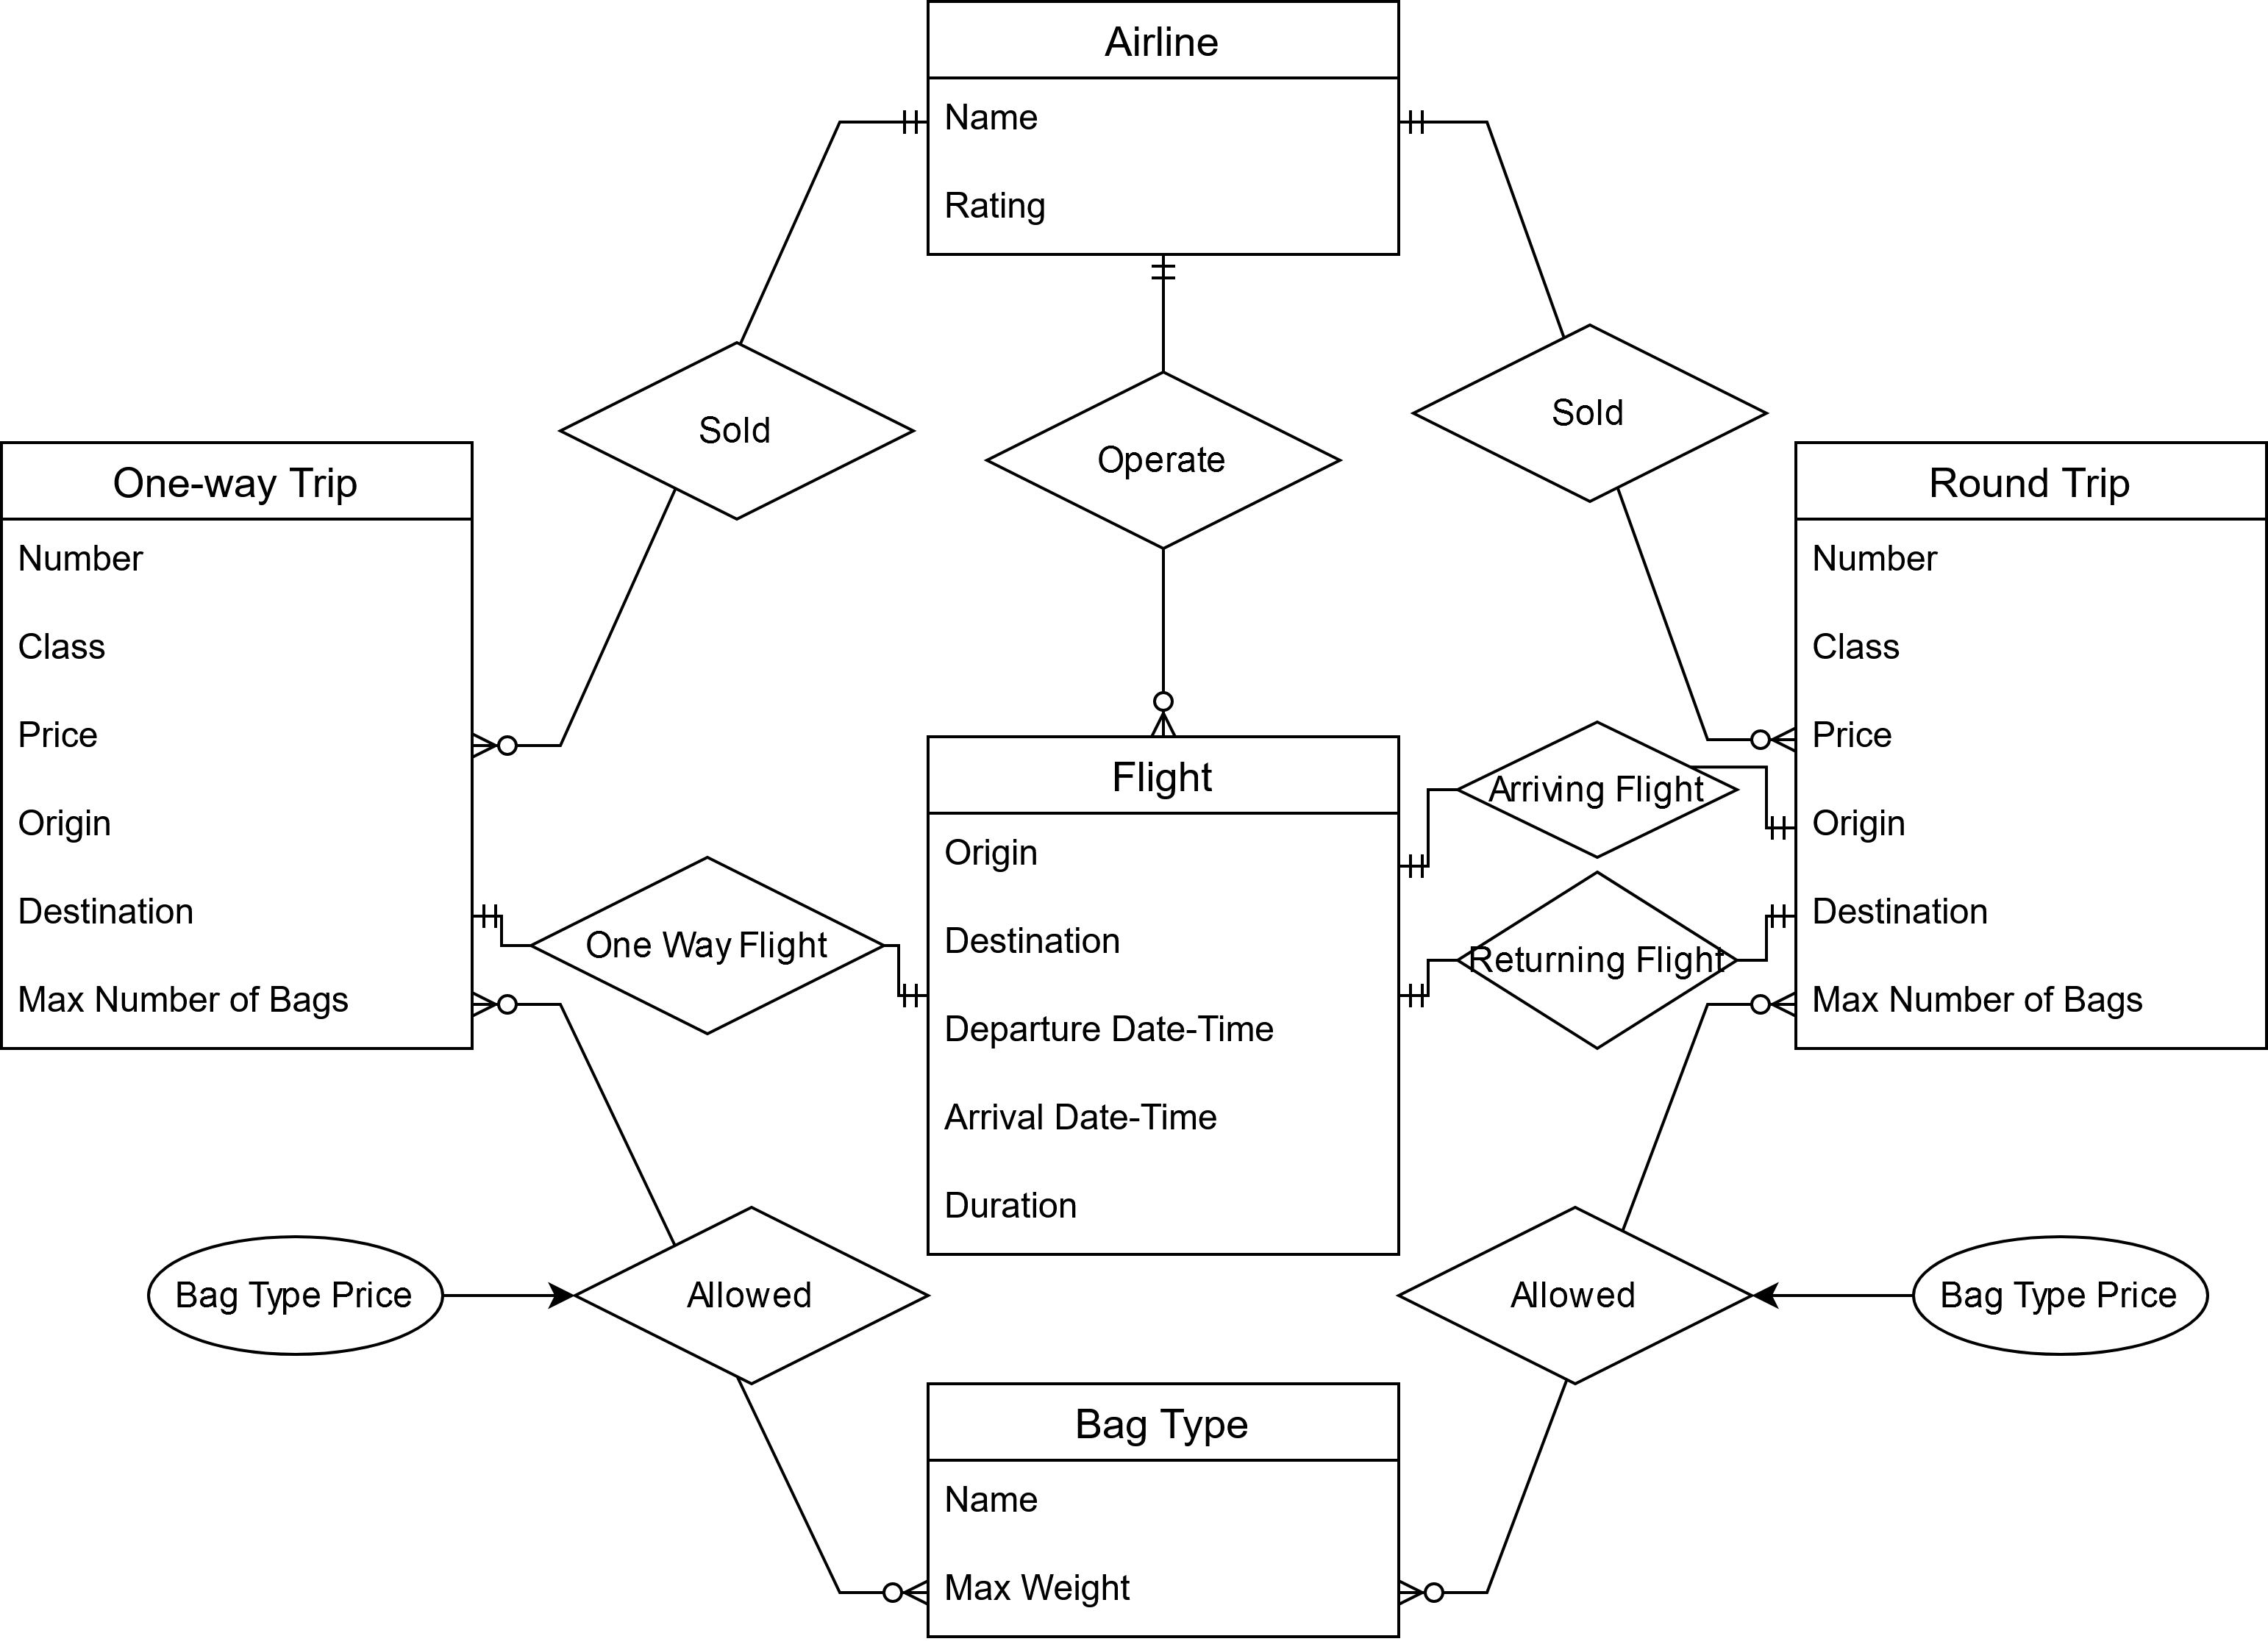 Airline
Name
Rating
Sold
Operate
Sold
One-way Trip
Number
Class
Price
Origin
Destination
Max Number of Bags
Round Trip
Number
Class
Price
Origin
Destination
Max Number of Bags
Flight
Origin
Destination
Departure Date-Time
Arrival Date-Time
Duration
Arriving Flight
One Way Flight
Returning Flight
Bag Type Price
Allowed
Allowed
Bag Type Price
Bag Type
Name
Max Weight